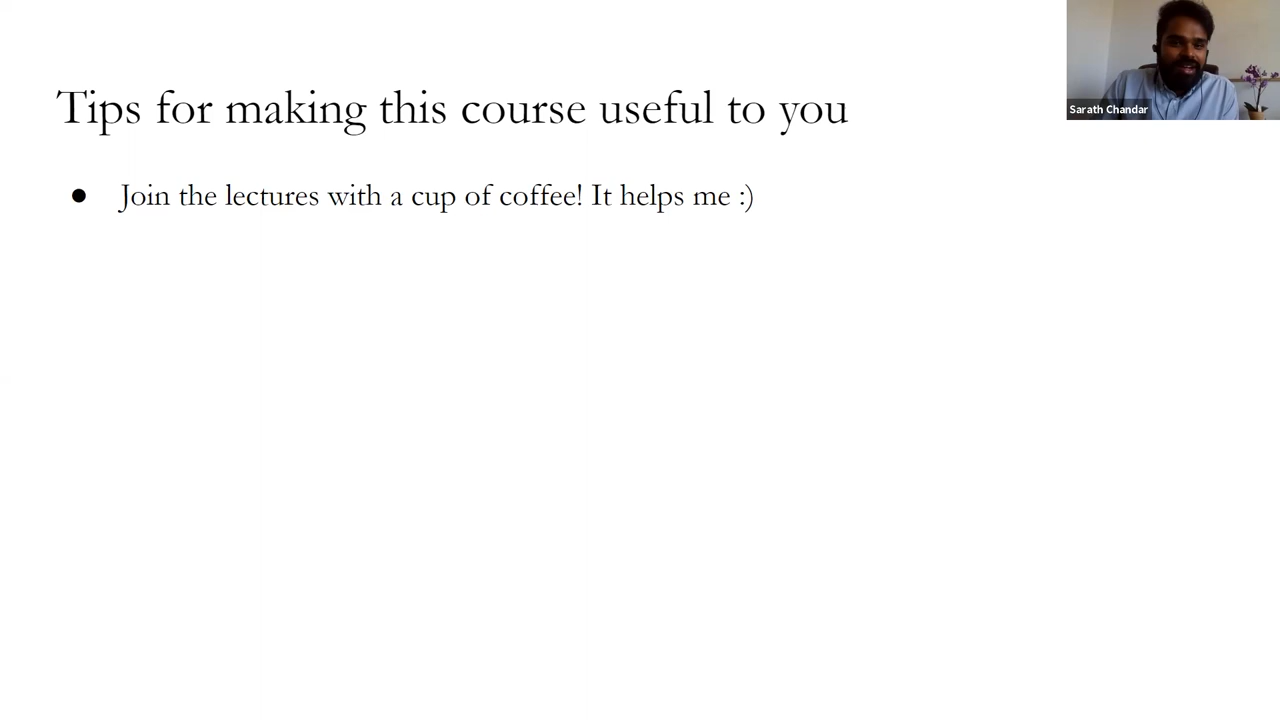 Tips for making this course useful to you
● Join the lectures with a cup of coffee! It helps me :)
Sarath Chandar